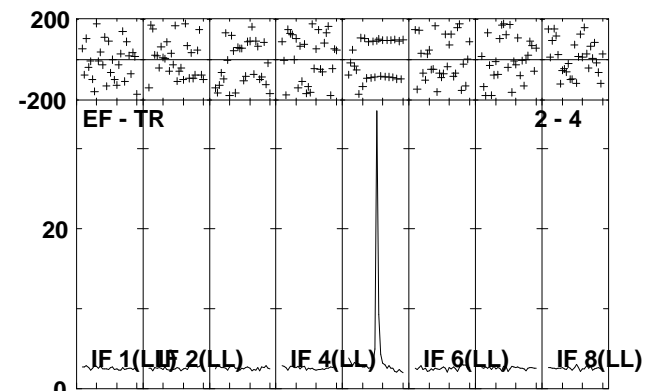 200
-200
EF - TR 2 - 4
20
IF 1(LL) IF 2(LL) IF 4(LL) IF 6(LL) IF 8(LL)
0